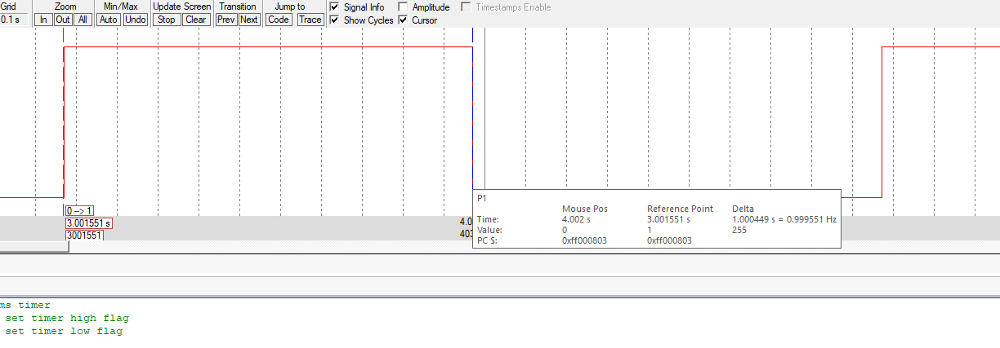 Grid Zoom Min/Max Update Screen Transition Jump to Signal Info Amplitude Timestamps Enable
0.1 s In Out All Auto Undo Stop Clear Prev Next Code Trace Show Cycles Cursor
0 --> 1
3.001551 s 4.0
3001551 403
P1
Mouse Pos Reference Point Delta
Time: 4.002 s 3.001551 s 1.000449 s = 0.999551 Hz
Value: 0 1 255
PC $: 0xff000803 0xff000803
ms timer
set timer high flag
set timer low flag